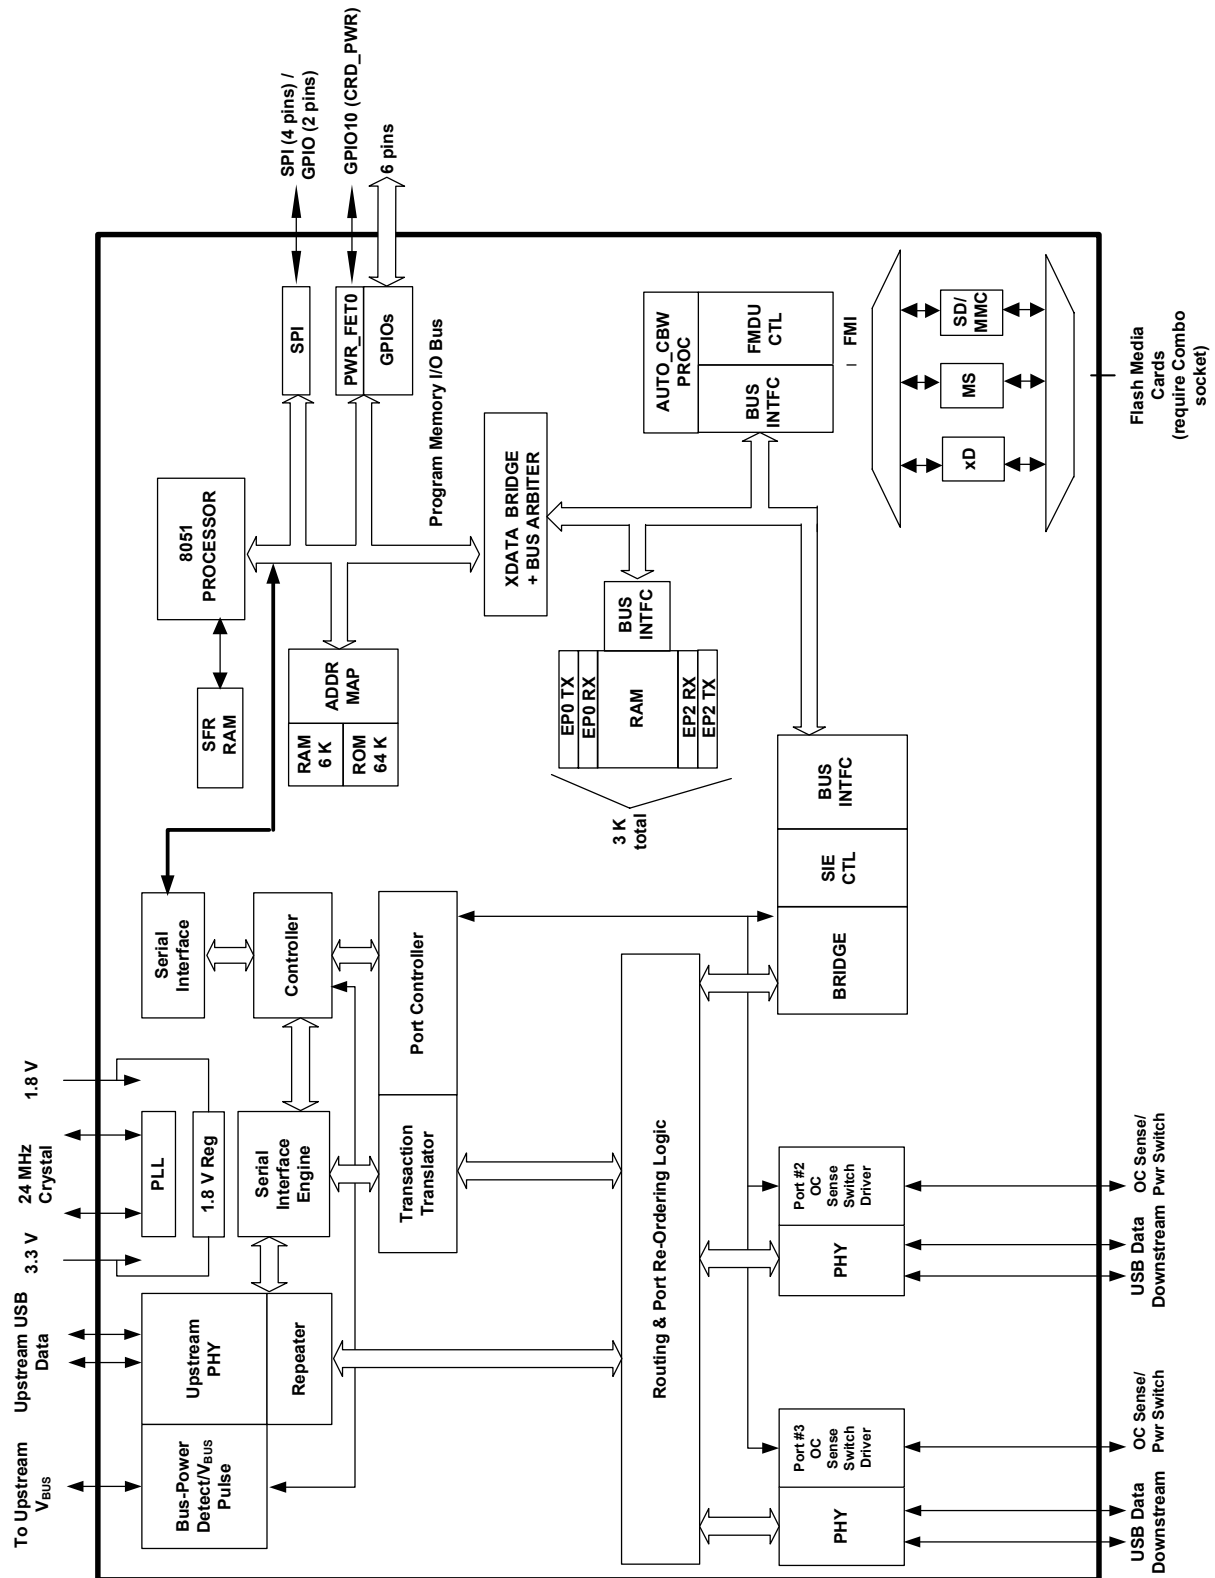 To Upstream
VBUS
Upstream USB
Data
3.3 V
24 MHz
Crystal
1.8 V
Bus-Power
Detect/VBUS
Pulse
Upstream
PHY
Repeater
PLL
1.8 V Reg
Serial
Interface
Engine
Serial
Interface
Controller
Transaction
Translator
Port Controller
SFR
RAM
8051
PROCESSOR
RAM
6 K
ROM
64 K
ADDR
MAP
SPI
PWR_FET0
GPIOs
SPI (4 pins) /
GPIO (2 pins)
GPIO10 (CRD_PWR)
6 pins
Program Memory I/O Bus
XDATA BRIDGE
+ BUS ARBITER
3 K
total
EP0 TX
EP0 RX
RAM
EP2 RX
EP2 TX
BUS
INTFC
AUTO_CBW
PROC
BUS
INTFC
FMDU
CTL
FMI
xD
MS
SD/
MMC
Flash Media
Cards
(require Combo
socket)
Routing & Port Re-Ordering Logic
BRIDGE
SIE
CTL
BUS
INTFC
PHY
Port #3
OC
Sense
Switch
Driver
PHY
Port #2
OC
Sense
Switch
Driver
USB Data
Downstream
OC Sense/
Pwr Switch
USB Data
Downstream
OC Sense/
Pwr Switch